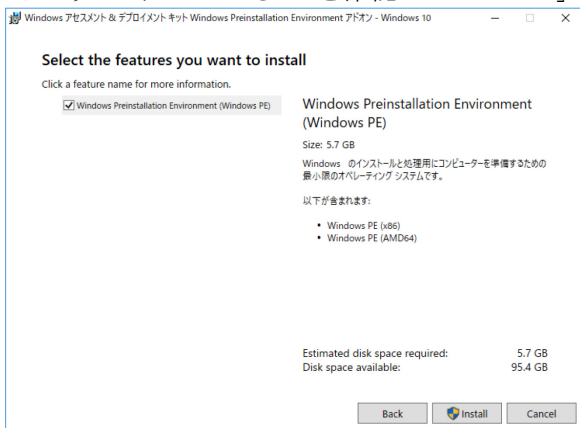 Windows アセスメント & デプロイメント キット Windows Preinstallation Environment アドオン - Windows 10
Select the features you want to install
Click a feature name for more information.
Windows Preinstallation Environment (Windows PE)
Windows Preinstallation Environment
(Windows PE)
Size: 5.7 GB
Windows のインストールと処理用にコンピューターを準備するための
最小限のオペレーティング システムです。
以下が含まれます:
• Windows PE (x86)
• Windows PE (AMD64)
Estimated disk space required: 5.7 GB
Disk space available: 95.4 GB
Back Install Cancel